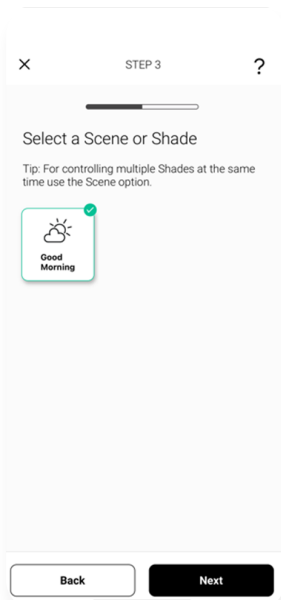 STEP 3
?
Select a Scene or Shade
Tip: For controlling multiple Shades at the same
time use the Scene option.
Good
Morning
Back
Next